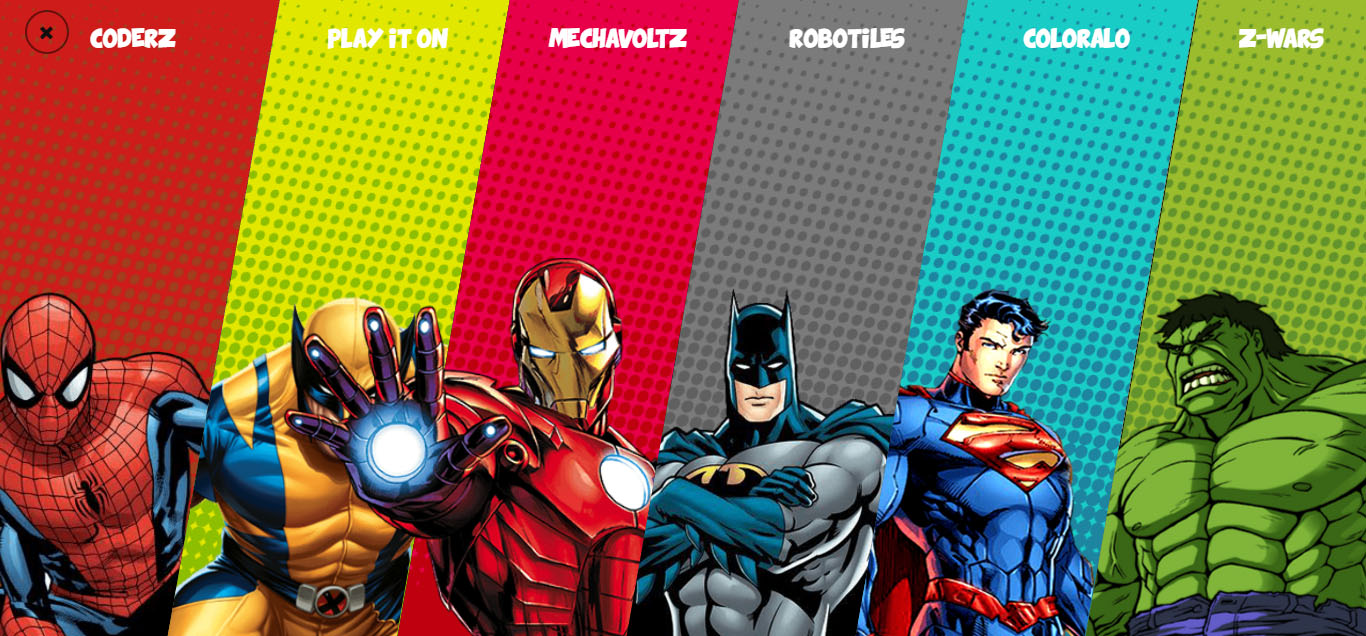 CODERZ
PLAY iT ON
MECHAVOLTZ
ROBOTiLES
COLORALO
Z-WARS